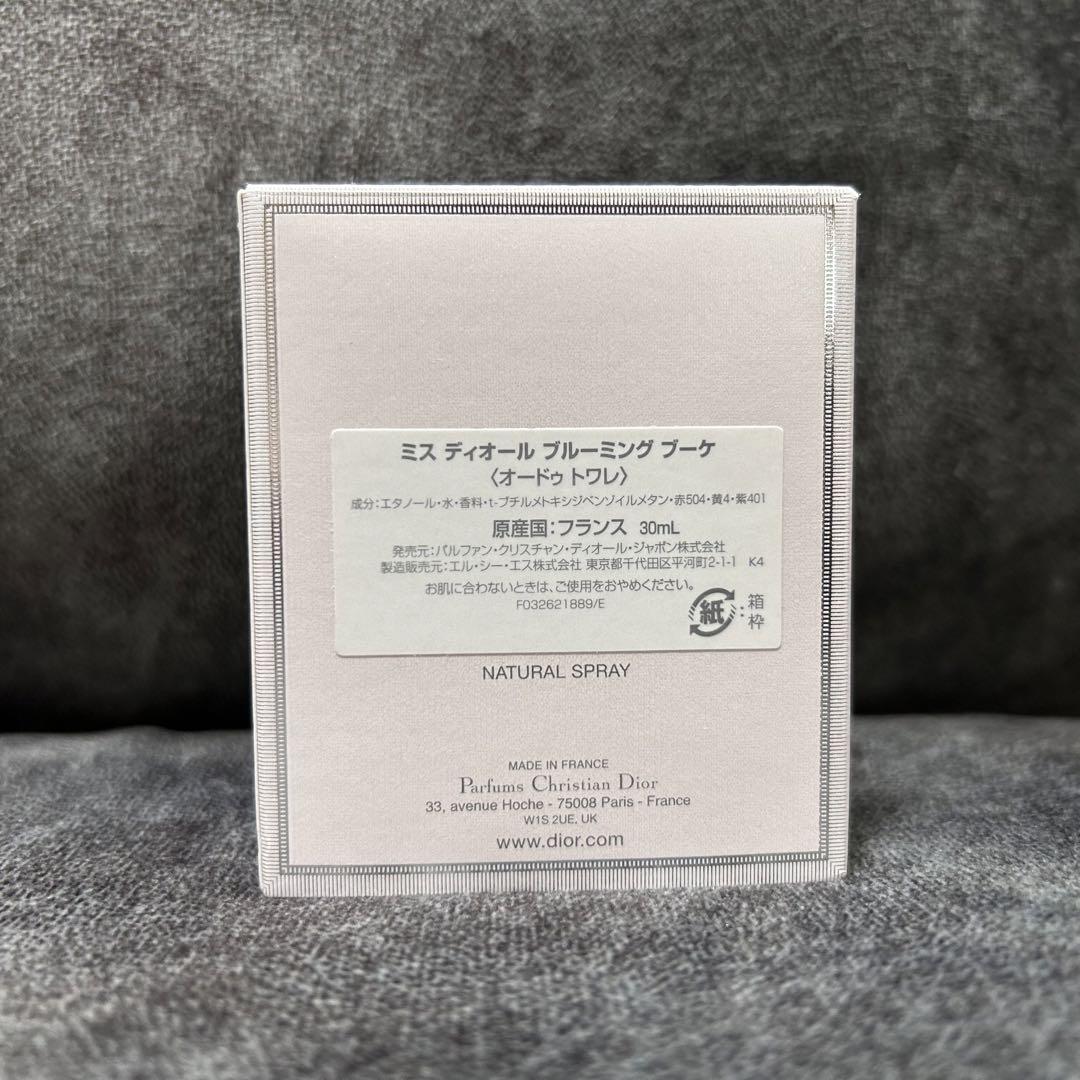 ミス ディオール ブルーミング ブーケ
〈オードゥ トワレ〉
成分:エタノール・水・香料・t-ブチルメトキシジベンゾイルメタン・赤504・黄4・紫401
原産国:フランス 30mL
発売元:パルファン・クリスチャン・ディオール・ジャポン株式会社
製造販売元:エル・シー・エス株式会社 東京都千代田区平河町2-1-1 K4
お肌に合わないときは、ご使用をおやめください。
F032621889/E
紙:箱
枠
NATURAL SPRAY
MADE IN FRANCE
Parfums Christian Dior
33, avenue Hoche - 75008 Paris - France
W1S 2UE, UK
www.dior.com